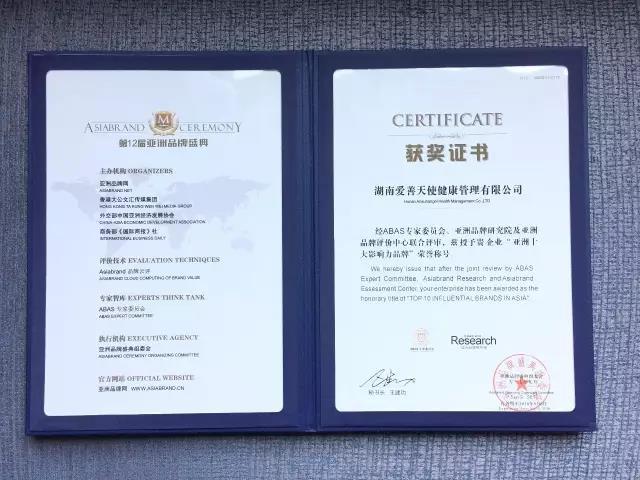 ASIABRAND CEREMONY
第12届亚洲品牌盛典
主办机构 ORGANIZERS
亚洲品牌网
ASIABRAND.NET
香港大公文汇传媒集团
HONG KONG TA KUNG WEN WEI MEDIA GROUP
外交部中国亚洲经济发展协会
CHINA-ASIA ECONOMIC DEVELOPMENT ASSOCIATION
商务部《国际商报》社
INTERNATIONAL BUSINESS DAILY
评价技术 EVALUATION TECHNIQUES
Asiabrand 品牌云评
ASIABRAND CLOUD COMPUTING OF BRAND VALUE
专家智库 EXPERTS THINK TANK
ABAS 专家委员会
ABAS EXPERT COMMITTEE
执行机构 EXECUTIVE AGENCY
亚洲品牌盛典组委会
ASIABRAND CEREMONY ORGANIZING COMMITTEE
官方网站 OFFICIAL WEBSITE
亚洲品牌网 WWW.ASIABRAND.CN
CERTIFICATE
获奖证书
湖南爱善天使健康管理有限公司
经ABAS专家委员会、亚洲品牌研究院及亚洲
品牌评价中心联合评审，兹授予贵企业“亚洲十
大影响力品牌”荣誉称号
We hereby issue that after the joint review by ABAS
Expert Committee, Asiabrand Research and Asiabrand
Assessment Center, your enterprise has been awarded as the
honorary title of "TOP 10 INFLUENTIAL BRANDS IN ASIA".
Research
秘书长 王建功